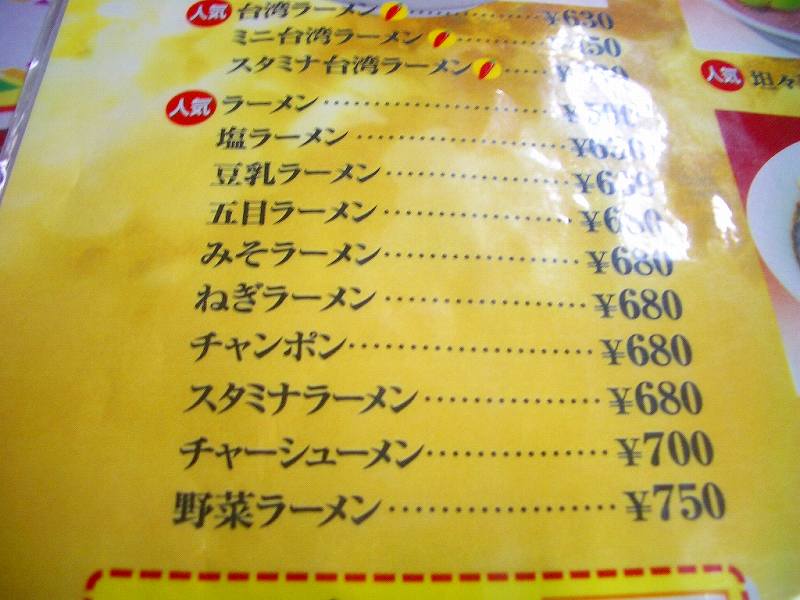 人気 台湾ラーメン ¥630
ミニ台湾ラーメン
スタミナ台湾ラーメン
人気 ラーメン
塩ラーメン
豆乳ラーメン
五目ラーメン ¥680
みそラーメン ¥680
ねぎラーメン ¥680
チャンポン ¥680
スタミナラーメン ¥680
チャーシューメン ¥700
野菜ラーメン ¥750
人気 坦々